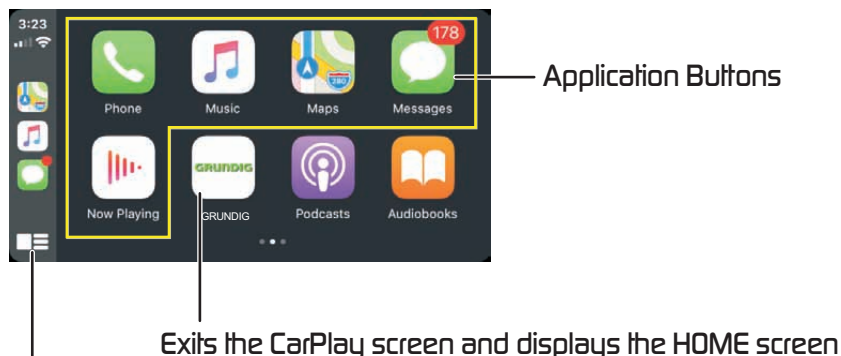 3:23
178
Phone Music Maps Messages
280
Application Buttons
GRUNDIG
Now Playing GRUNDIG Podcasts Audiobooks
Exits the CarPlay screen and displays the HOME screen